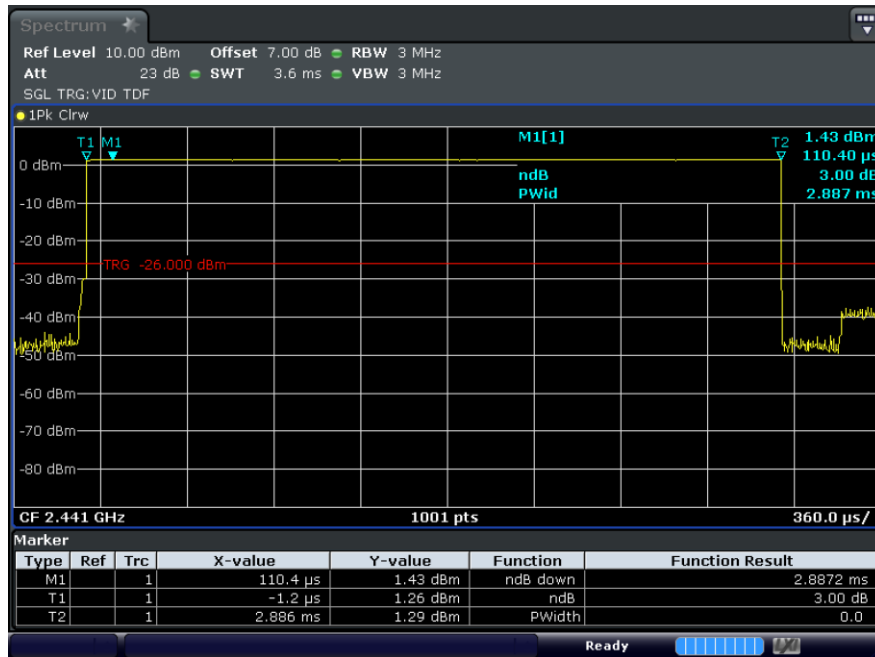 Spectrum
Ref Level 10.00 dBm Offset 7.00 dB RBW 3 MHz
Att 23 dB SWT 3.6 ms VBW 3 MHz
SGL TRG:VID TDF
1Pk Clrw
T1 M1 M1[1] T2 1.43 dBm
110.40 µs
0 dBm
ndB 3.00 dB
PWid 2.887 ms
-10 dBm
-20 dBm
TRG -26.000 dBm
-30 dBm
-40 dBm
-50 dBm
-60 dBm
-70 dBm
-80 dBm
CF 2.441 GHz 1001 pts 360.0 µs/
Marker
Type Ref Trc X-value Y-value Function Function Result
M1 1 110.4 µs 1.43 dBm ndB down 2.8872 ms
T1 1 -1.2 µs 1.26 dBm ndB 3.00 dB
T2 1 2.886 ms 1.29 dBm PWidth 0.0
Ready